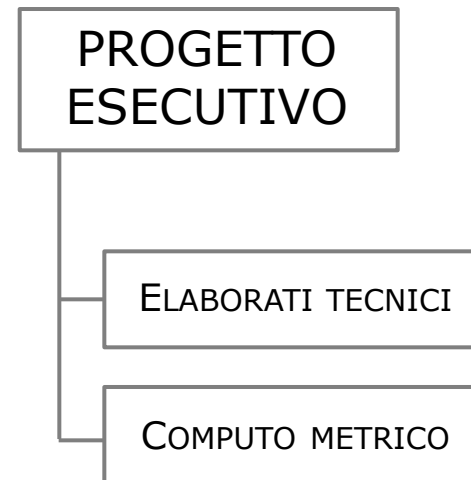 PROGETTO
ESECUTIVO
ELABORATI TECNICI
COMPUTO METRICO